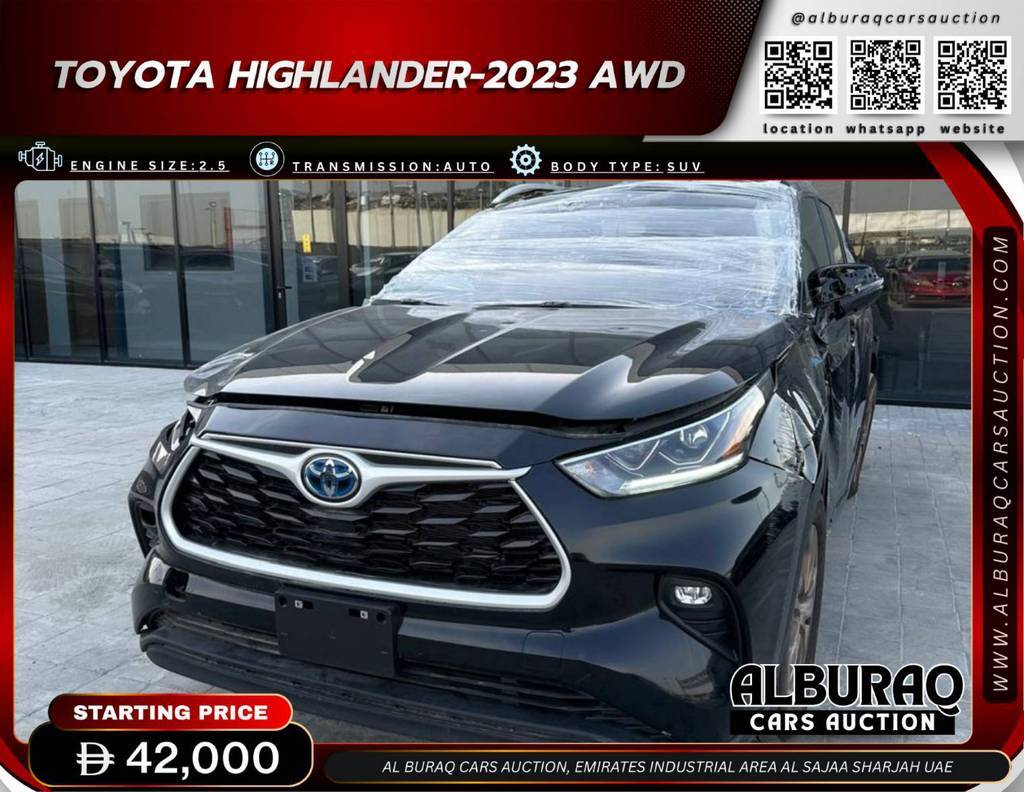 @alburaqcarsauction
TOYOTA HIGHLANDER-2023 AWD
location whatsapp website
ENGINE SIZE:2.5 TRANSMISSION:AUTO BODY TYPE: SUV
WWW.ALBURAQCARSAUCTION.COM
ALBURAQ
CARS AUCTION
STARTING PRICE
42,000
AL BURAQ CARS AUCTION, EMIRATES INDUSTRIAL AREA AL SAJAA SHARJAH UAE